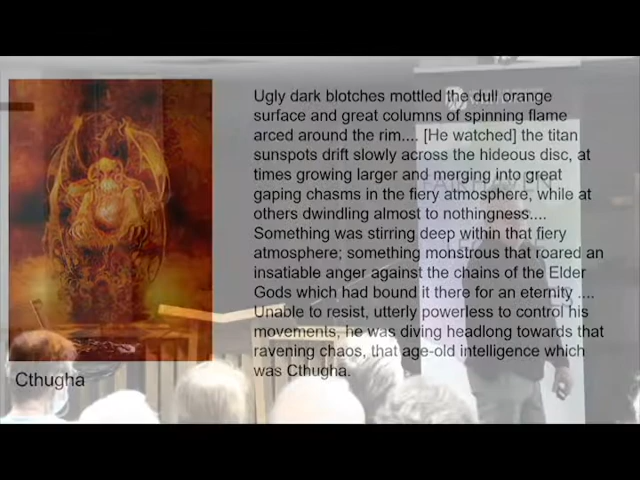 Ugly dark blotches mottled the dull orange
surface and great columns of spinning flame
arced around the rim.... [He watched] the titan
sunspots drift slowly across the hideous disc, at
times growing larger and merging into great
gaping chasms in the fiery atmosphere, while at
others dwindling almost to nothingness....
Something was stirring deep within that fiery
atmosphere; something monstrous that roared an
insatiable anger against the chains of the Elder
Gods which had bound it there for an eternity ....
Unable to resist, utterly powerless to control his
movements, he was diving headlong towards that
ravening chaos, that age-old intelligence which
was Cthugha.
Cthugha